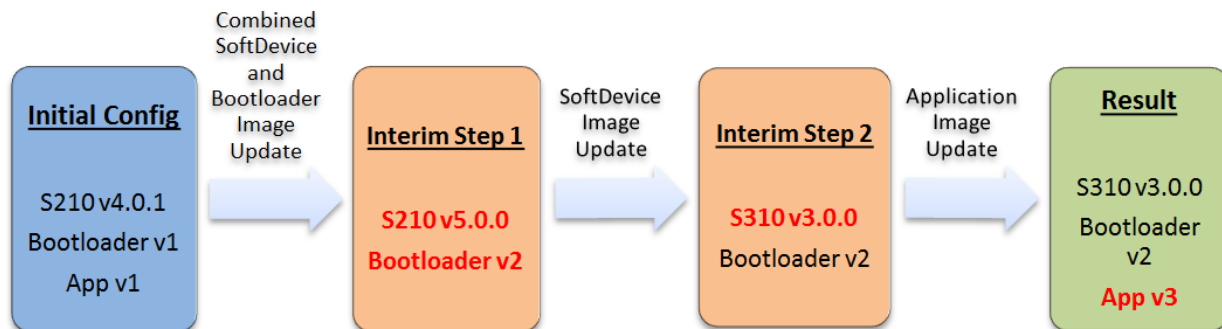 Initial Config
S210 v4.0.1
Bootloader v1
App v1
Combined
SoftDevice
and
Bootloader
Image
Update
Interim Step 1
S210 v5.0.0
Bootloader v2
SoftDevice
Image
Update
Interim Step 2
S310 v3.0.0
Bootloader v2
Application
Image
Update
Result
S310 v3.0.0
Bootloader
v2
App v3